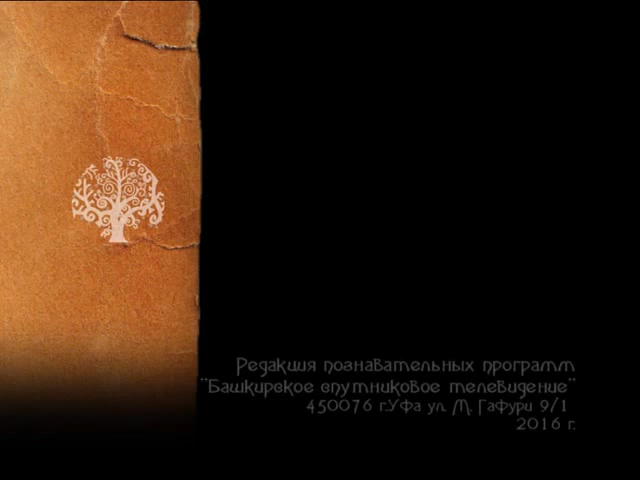 Редакция познавательных программ
"Башкирское спутниковое телевидение"
450076 г.Уфа ул. М. Гафури 9/1
2016 г.